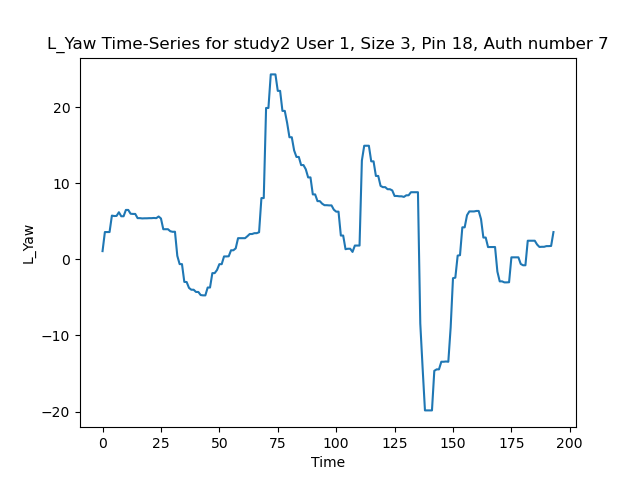 L_Yaw Time-Series for study2 User 1, Size 3, Pin 18, Auth number 7
20
10
0
−10
−20
L_Yaw
0 25 50 75 100 125 150 175 200
Time